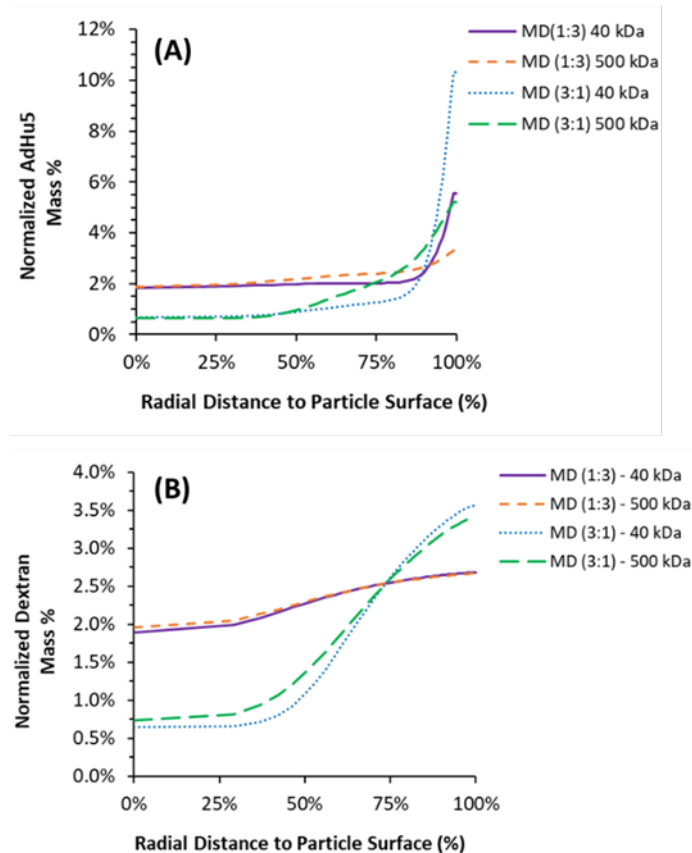 (A)
MD(1:3) 40 kDa
MD (1:3) 500 kDa
MD (3:1) 40 kDa
MD (3:1) 500 kDa
12%
10%
8%
6%
4%
2%
0%
Normalized AdHu5
Mass %
0% 25% 50% 75% 100%
Radial Distance to Particle Surface (%)
(B)
MD (1:3) - 40 kDa
MD (1:3) - 500 kDa
MD (3:1) - 40 kDa
MD (3:1) - 500 kDa
4.0%
3.5%
3.0%
2.5%
2.0%
1.5%
1.0%
0.5%
0.0%
Normalized Dextran
Mass %
0% 25% 50% 75% 100%
Radial Distance to Particle Surface (%)